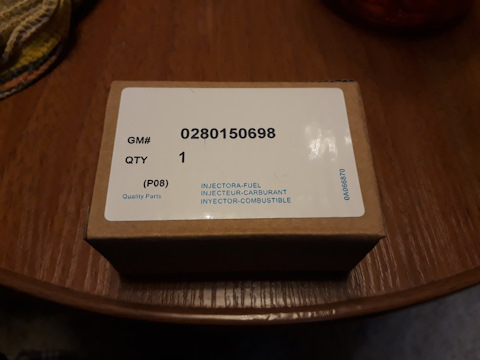 GM# 0280150698
QTY 1
(P08)
Quality Parts
INJECTORA-FUEL
INJECTEUR-CARBURANT
INYECTOR-COMBUSTIBLE
0A066870